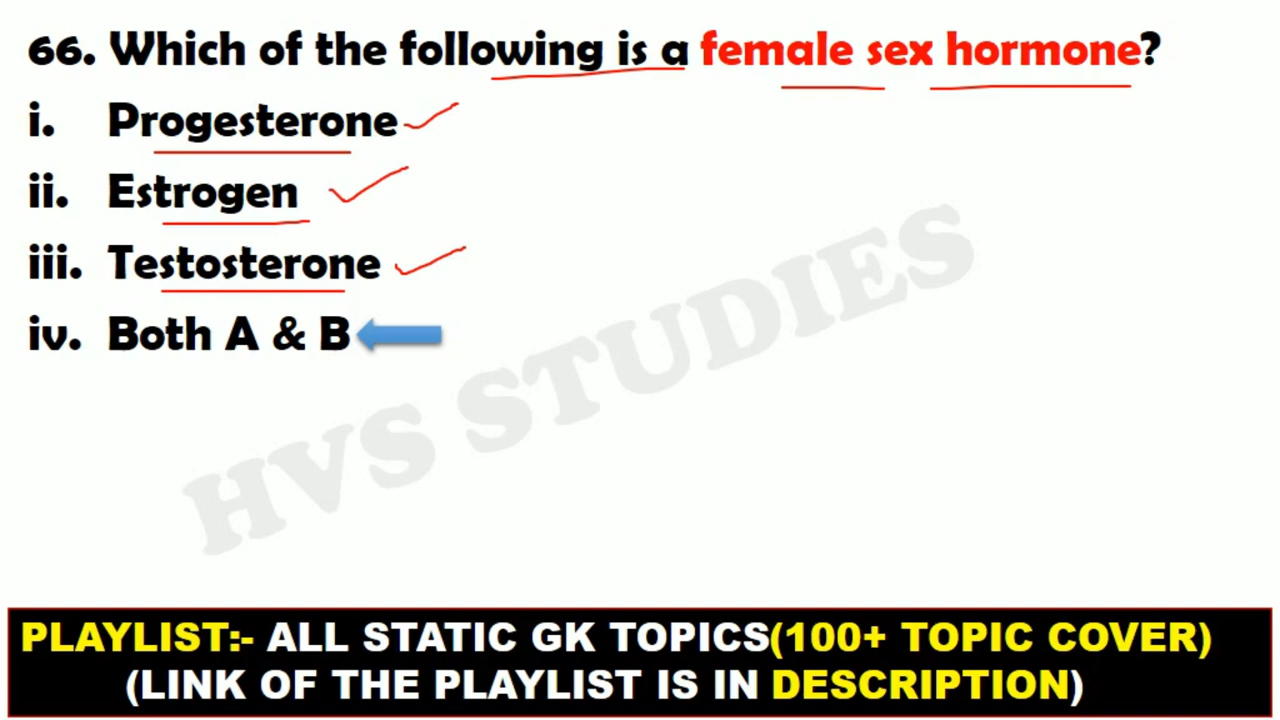 66. Which of the following is a female sex hormone?
i. Progesterone
ii. Estrogen
iii. Testosterone
iv. Both A & B
HVS STUDIES
PLAYLIST:- ALL STATIC GK TOPICS(100+ TOPIC COVER)
(LINK OF THE PLAYLIST IS IN DESCRIPTION)